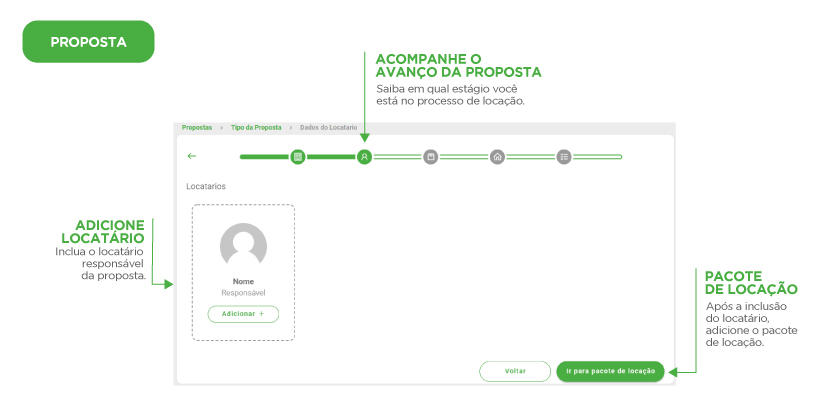 PROPOSTA
ACOMPANHE O
AVANÇO DA PROPOSTA
Saiba em qual estágio você
está no processo de locação.
Propostas › Tipo da Proposta › Dados do Locatario
Locatarios
ADICIONE
LOCATÁRIO
Inclua o locatário
responsável
da proposta.
Nome
Responsável
Adicionar +
PACOTE
DE LOCAÇÃO
Após a inclusão
do locatário,
adicione o pacote
de locação.
Voltar
Ir para pacote de locação